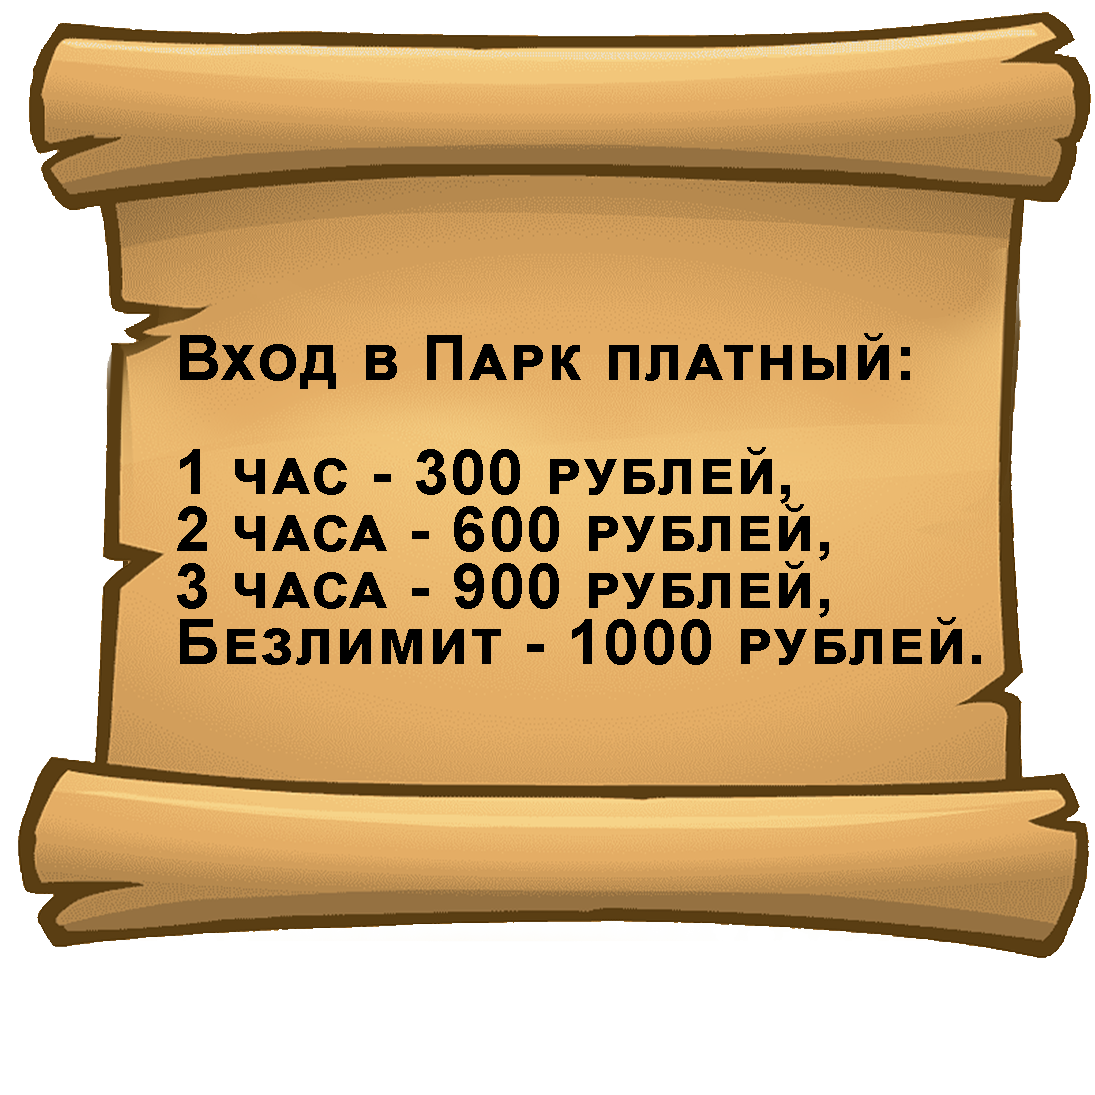 Вход в Парк платный:
1 час - 300 рублей,
2 часа - 600 рублей,
3 часа - 900 рублей,
Безлимит - 1000 рублей.